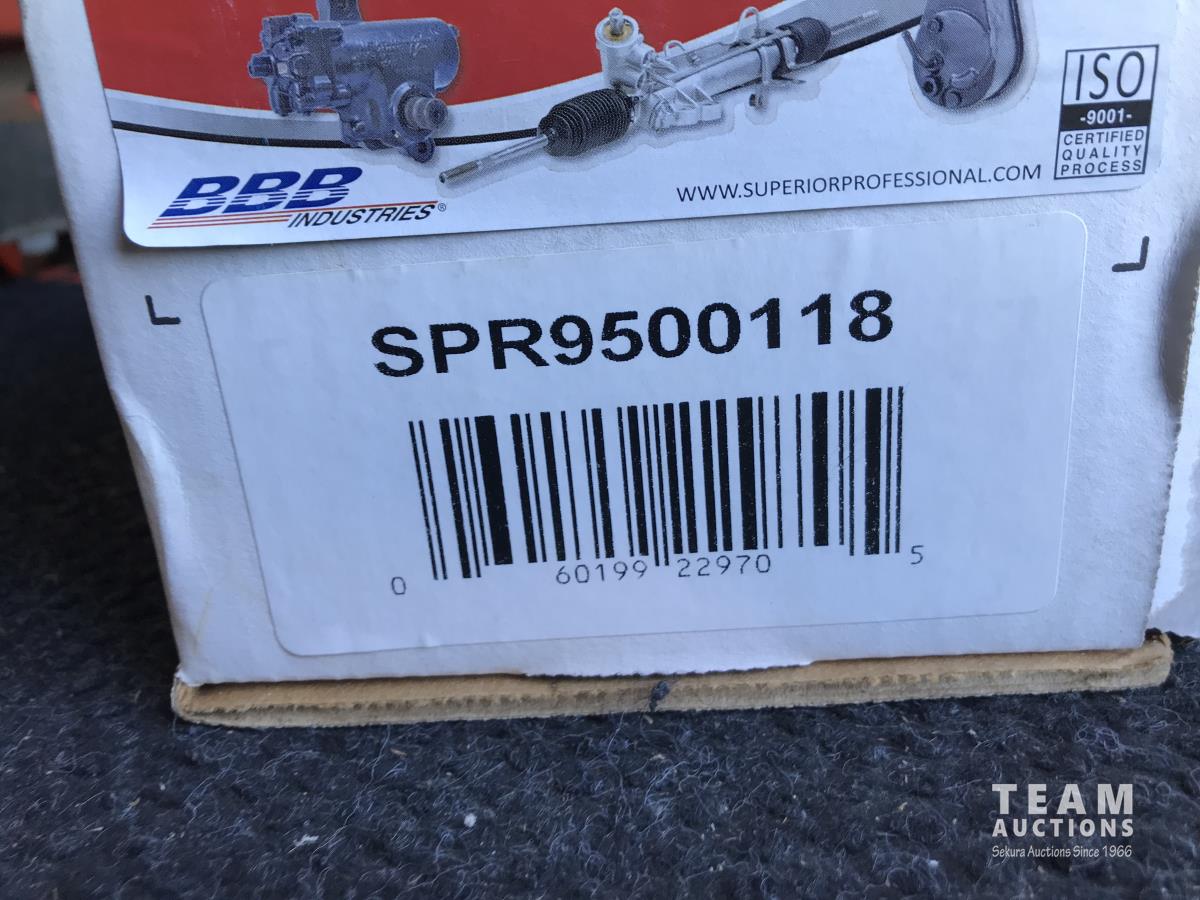 ISO
-9001-
CERTIFIED
QUALITY
PROCESS
BBB
INDUSTRIES®
WWW.SUPERIORPROFESSIONAL.COM
SPR9500118
0 60199 22970 5
TEAM
AUCTIONS
Sekura Auctions Since 1966